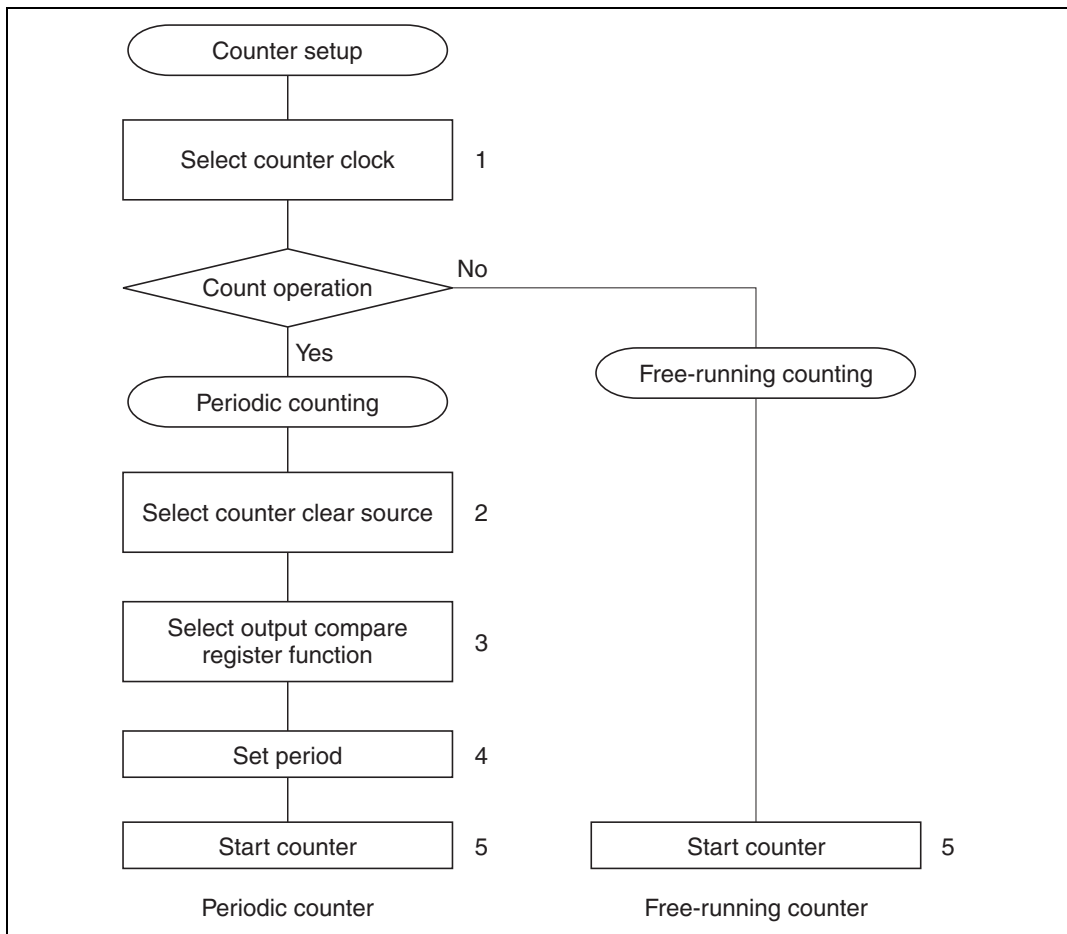 Counter setup
Select counter clock
1
Count operation
No
Yes
Periodic counting
Free-running counting
Select counter clear source
2
Select output compare
register function
3
Set period
4
Start counter
5
Start counter
5
Periodic counter
Free-running counter